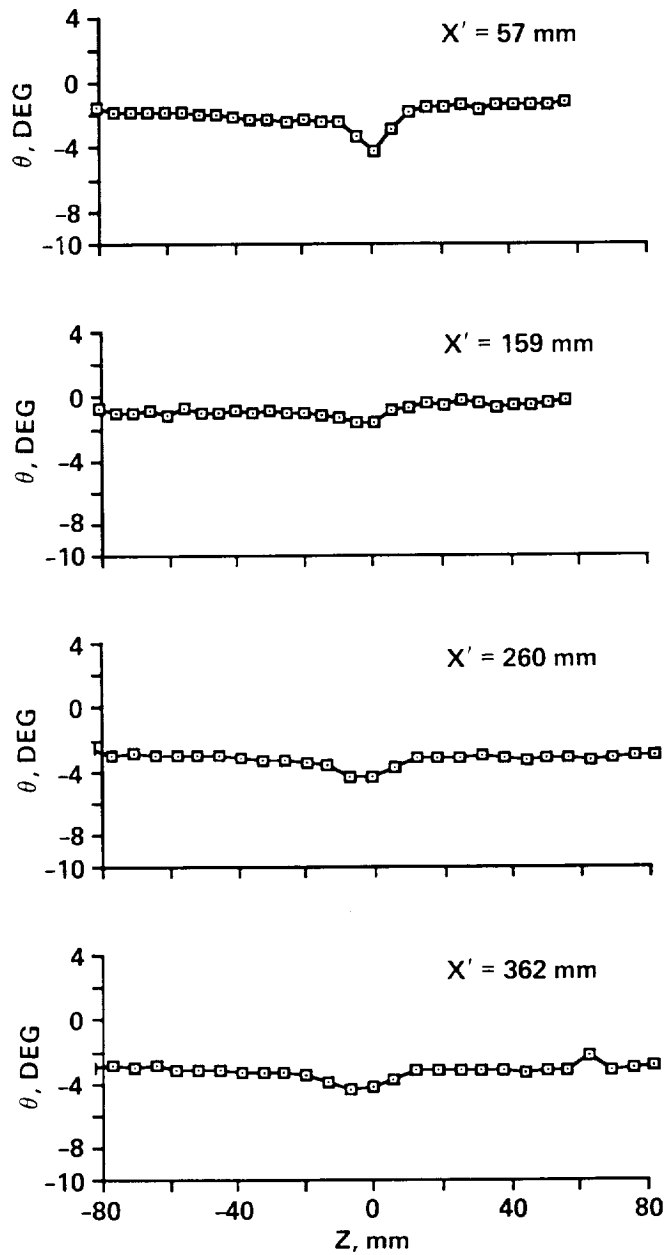 X′ = 57 mm
4
0
-4
-8
-10
θ, DEG
X′ = 159 mm
4
0
-4
-8
-10
θ, DEG
X′ = 260 mm
4
0
-4
-8
-10
θ, DEG
X′ = 362 mm
4
0
-4
-8
-10
θ, DEG
-80 -40 0 40 80
Z, mm